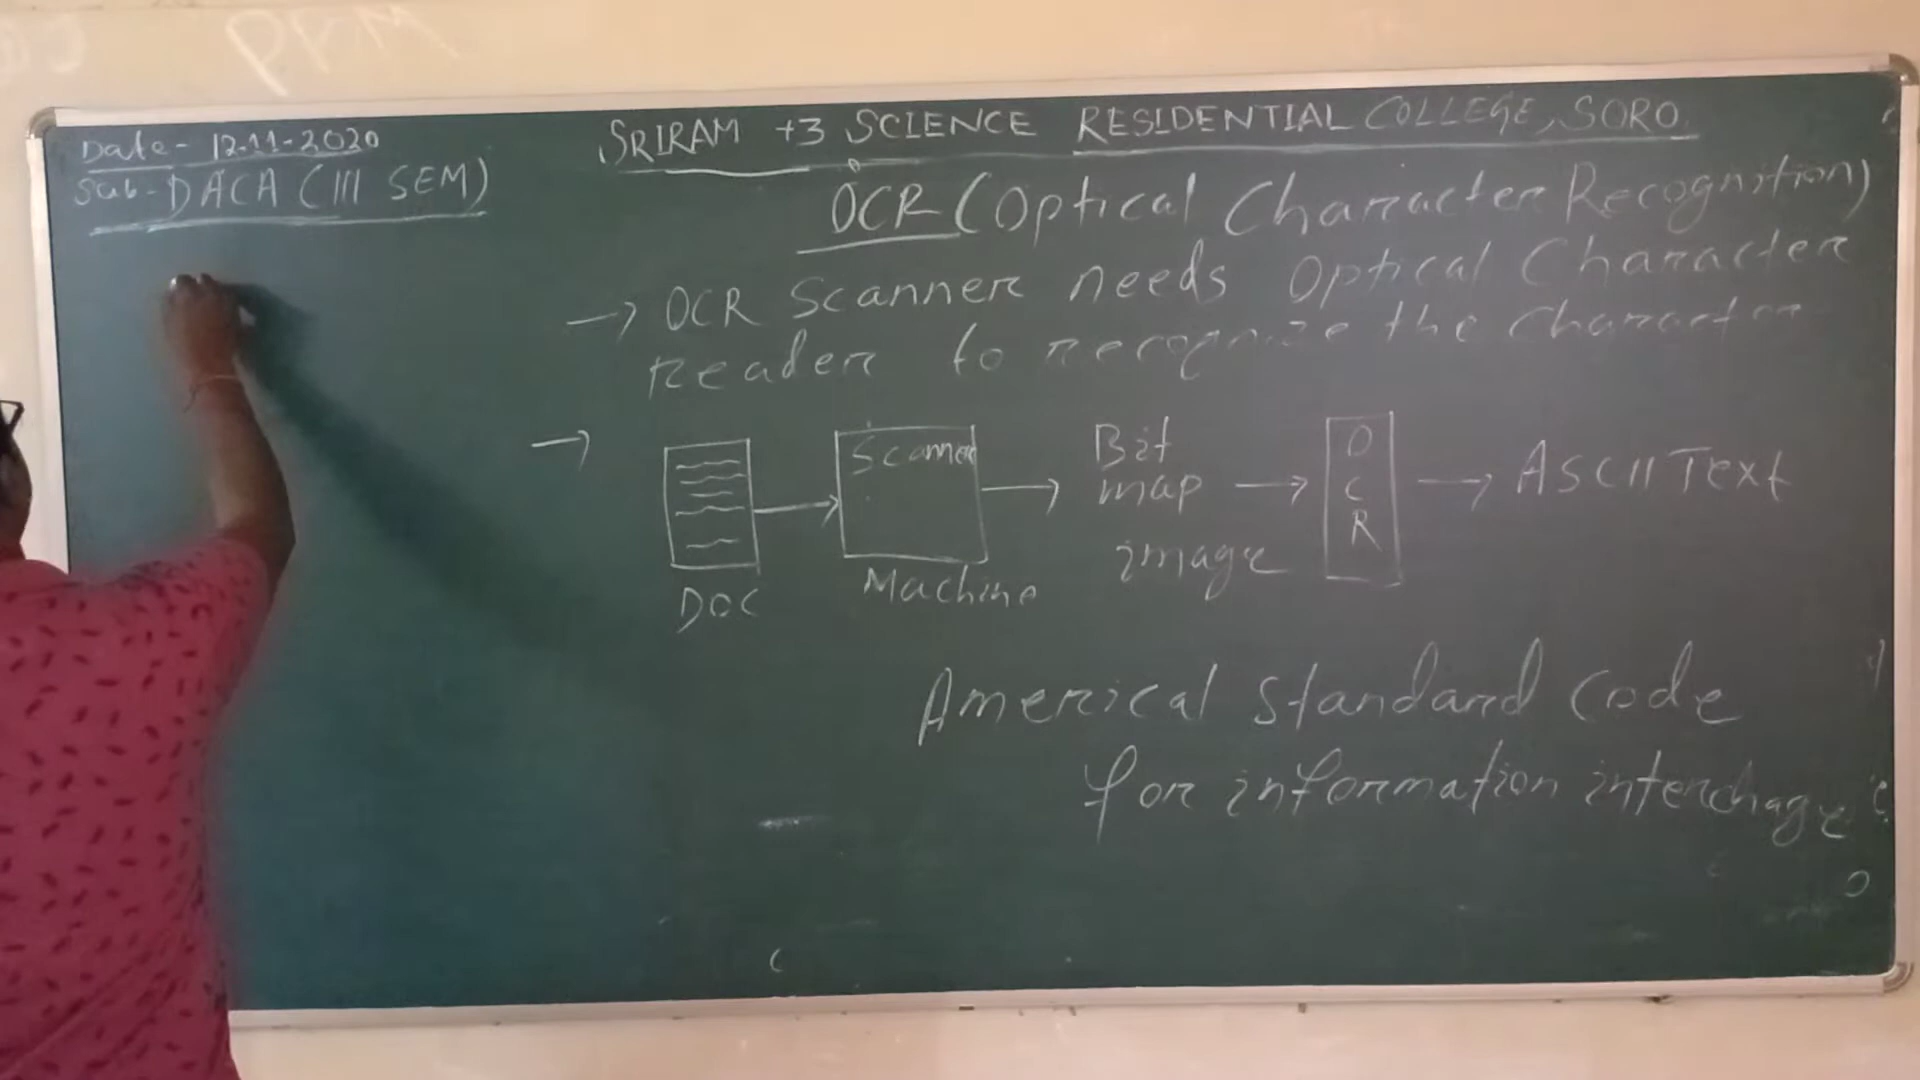 PKM
Date - 12-11-2020
SRIRAM +3 SCIENCE RESIDENTIAL COLLEGE, SORO
Sub - DACA (III SEM)
OCR (Optical Character Recognition)
→ OCR Scanner needs Optical Character
Reader to recognize the Character
→
Scanner
Bit
map
image
O
C
R
ASCII Text
DOC
Machine
Americal Standard Code
for information interchage